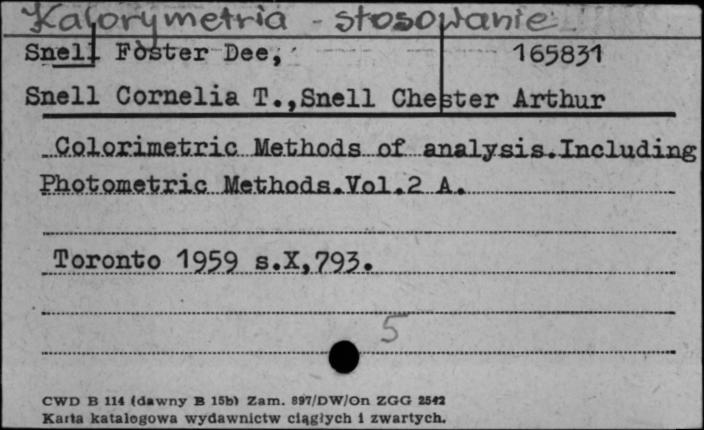 Kalorymetria - stosowanie
Snell Foster Dee, 165831
Snell Cornelia T.,Snell Chester Arthur
Colorimetric Methods of analysis.Including
Photometric Methods.Vol.2 A.
Toronto 1959 s.X,793.
5
CWD B 114 (dawny B 15b) Zam. 897/DW/On ZGG 2542
Karta katalogowa wydawnictw ciągłych i zwartych.